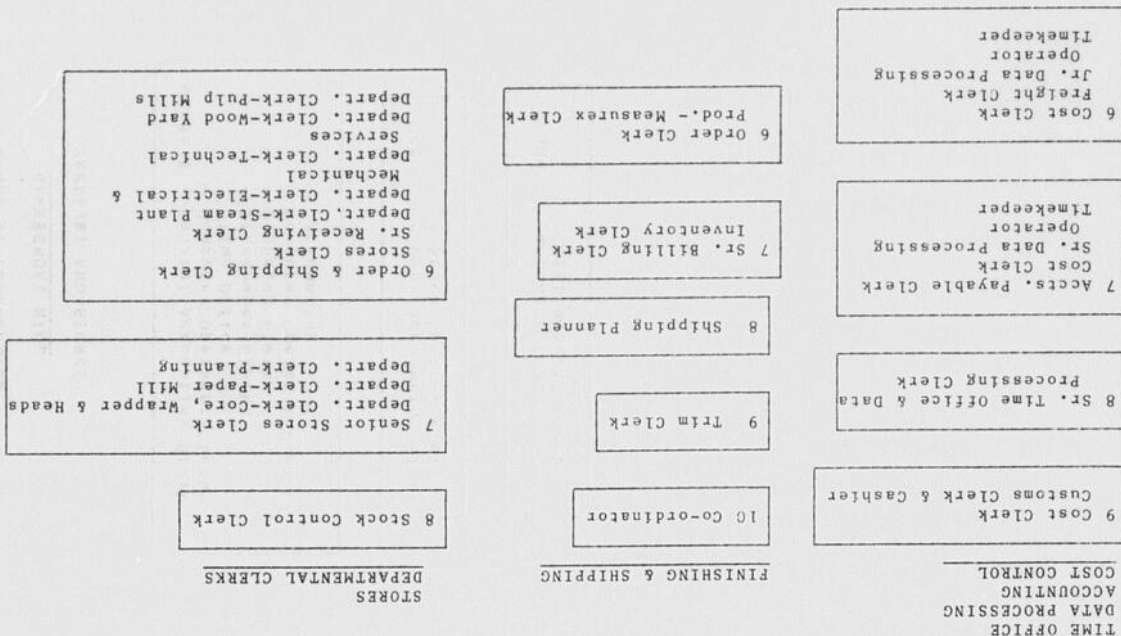 TIME OFFICE
DATA PROCESSING
ACCOUNTING
COST CONTROL
9 Cost Clerk
Customs Clerk & Cashier
8 Sr. Time Office & Data
Processing Clerk
7 Accts. Payable Clerk
Cost Clerk
Sr. Data Processing
Operator
Timekeeper
6 Cost Clerk
Freight Clerk
Jr. Data Processing
Operator
Timekeeper
FINISHING & SHIPPING
10 Co-ordinator
9 Trim Clerk
8 Shipping Planner
7 Sr. Billing Clerk
Inventory Clerk
6 Order Clerk
Prod.- Measurex Clerk
STORES
DEPARTMENTAL CLERKS
8 Stock Control Clerk
7 Senior Stores Clerk
Depart. Clerk-Core, Wrapper & Heads
Depart. Clerk-Paper Mill
Depart. Clerk-Planning
6 Order & Shipping Clerk
Stores Clerk
Sr. Receiving Clerk
Depart. Clerk-Steam Plant
Depart. Clerk-Electrical &
Mechanical
Depart. Clerk-Technical
Services
Depart. Clerk-Wood Yard
Depart. Clerk-Pulp Mills